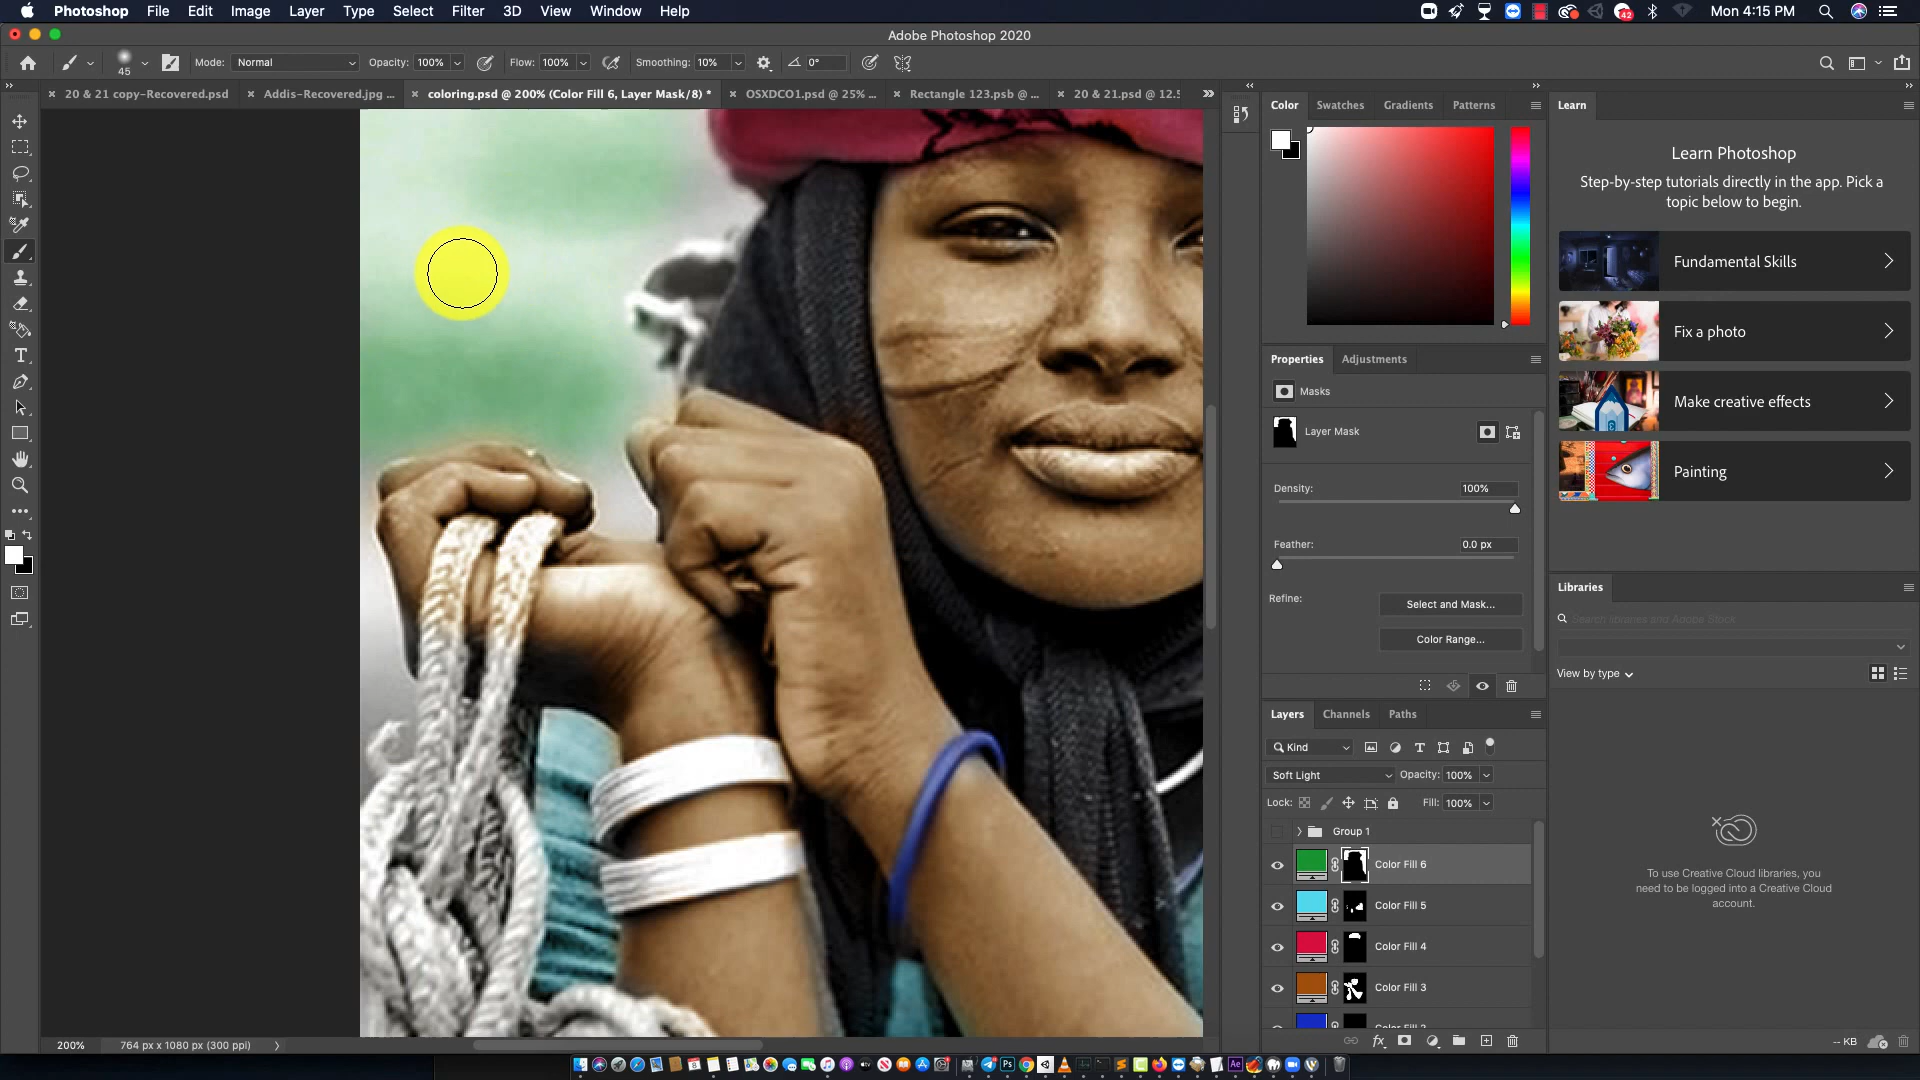 Photoshop File Edit Image Layer Type Select Filter 3D View Window Help 42 Mon 4:15 PM
Adobe Photoshop 2020
45 Mode: Normal Opacity: 100% Flow: 100% Smoothing: 10% 0°
20 & 21 copy-Recovered.psd Addis-Recovered.jpg ... coloring.psd @ 200% (Color Fill 6, Layer Mask/8) * OSXDCO1.psd @ 25% ... Rectangle 123.psb @ ... 20 & 21.psd @ 12.5
Color Swatches Gradients Patterns
Learn
Learn Photoshop
Step-by-step tutorials directly in the app. Pick a
topic below to begin.
Fundamental Skills
Fix a photo
Make creative effects
Painting
Properties Adjustments
Masks
Layer Mask
Density: 100%
Feather: 0.0 px
Refine: Select and Mask...
Color Range...
Libraries
Search libraries and Adobe Stock
View by type
To use Creative Cloud libraries, you
need to be logged into a Creative Cloud
account.
-- KB
Layers Channels Paths
Kind
Soft Light Opacity: 100%
Lock: Fill: 100%
Group 1
Color Fill 6
Color Fill 5
Color Fill 4
Color Fill 3
Color Fill 2
fx
200% 764 px x 1080 px (300 ppi)
Ps Ae